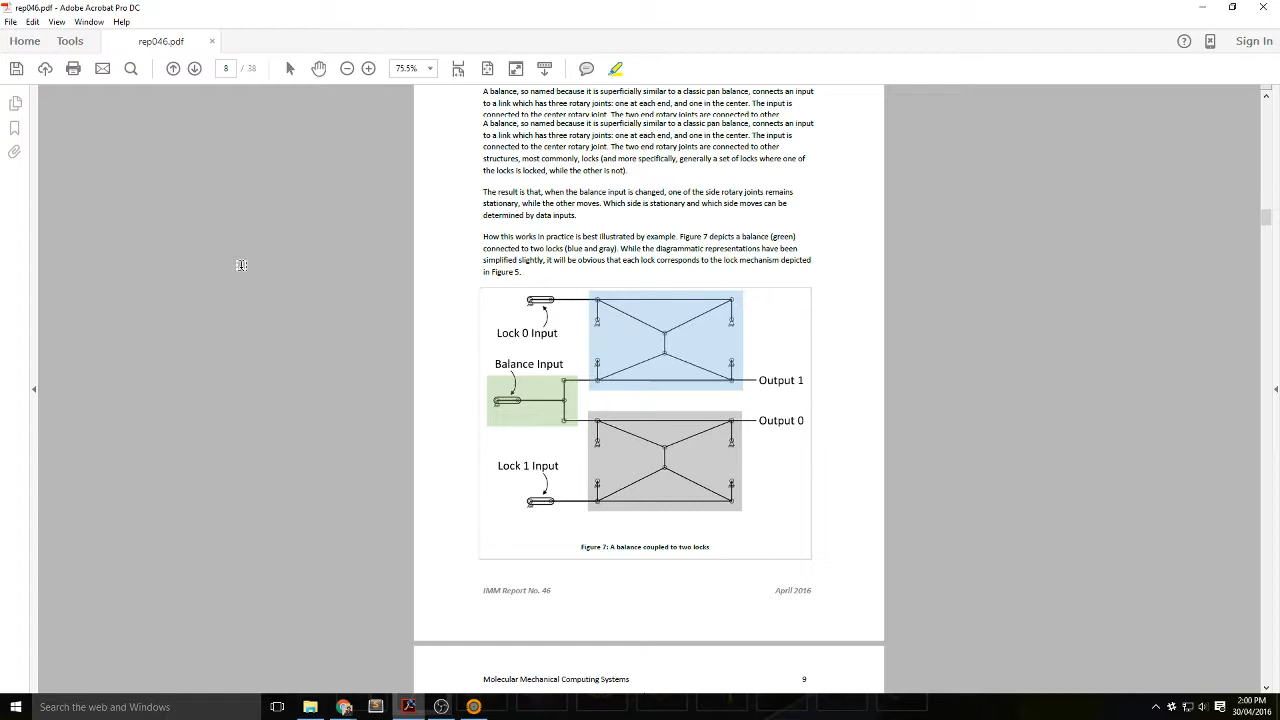 rep046.pdf - Adobe Acrobat Pro DC
File Edit View Window Help
Home Tools rep046.pdf × Sign In
8 / 38 75.5%
A balance, so named because it is superficially similar to a classic pan balance, connects an input
to a link which has three rotary joints: one at each end, and one in the center. The input is
connected to the center rotary joint. The two end rotary joints are connected to other
A balance, so named because it is superficially similar to a classic pan balance, connects an input
to a link which has three rotary joints: one at each end, and one in the center. The input is
connected to the center rotary joint. The two end rotary joints are connected to other
structures, most commonly, locks (and more specifically, generally a set of locks where one of
the locks is locked, while the other is not).
The result is that, when the balance input is changed, one of the side rotary joints remains
stationary, while the other moves. Which side is stationary and which side moves can be
determined by data inputs.
How this works in practice is best illustrated by example. Figure 7 depicts a balance (green)
connected to two locks (blue and gray). While the diagrammatic representations have been
simplified slightly, it will be obvious that each lock corresponds to the lock mechanism depicted
in Figure 5.
Lock 0 Input
Balance Input
Output 1
Output 0
Lock 1 Input
Figure 7: A balance coupled to two locks
IMM Report No. 46 April 2016
Molecular Mechanical Computing Systems 9
Search the web and Windows
2:00 PM
30/04/2016